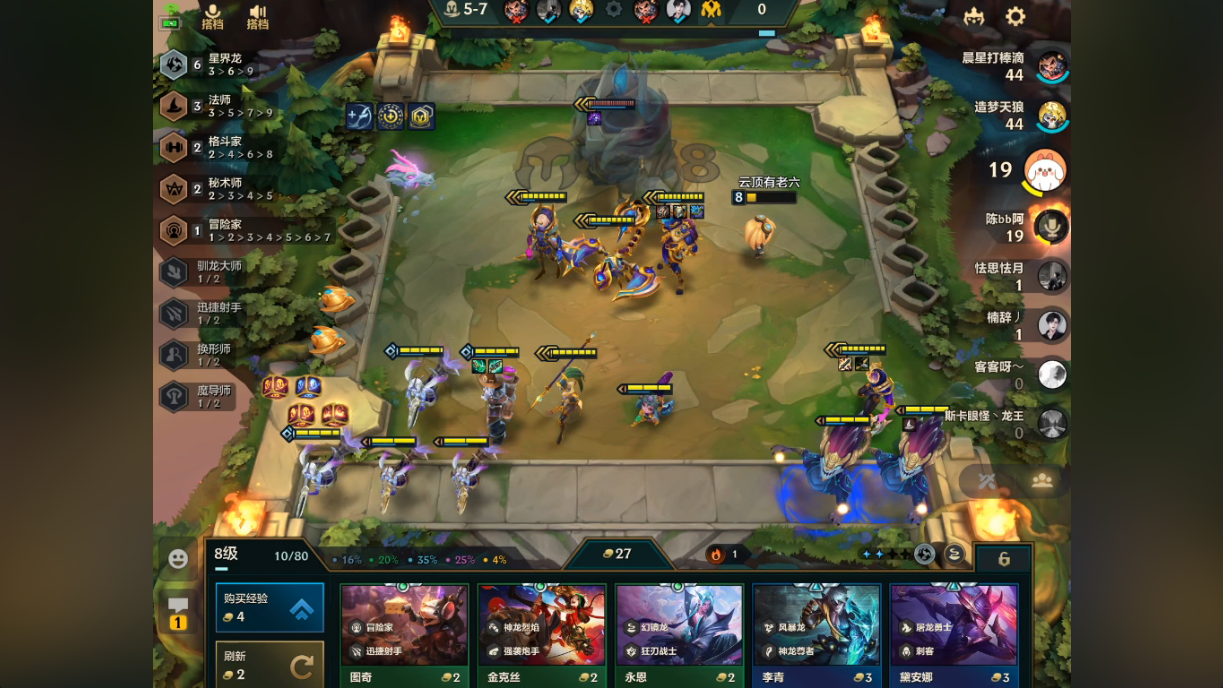 搭档
搭档
5-7
0
6 星界龙
3 > 6 > 9
3 法师
3 > 5 > 7 > 9
2 格斗家
2 > 4 > 6 > 8
2 秘术师
2 > 3 > 4 > 5
1 冒险家
1 > 2 > 3 > 4 > 5 > 6 > 7
驯龙大师
1 / 2
迅捷射手
1 / 2
换形师
1 / 2
魔导师
1 / 2
8
云顶有老六
8
晨星打棒滴
44
造梦天狼
44
19
陈bb阿
19
怯思怯月
1
楠辞丿
1
客客呀～
0
斯卡眼怪丶龙王
0
8级
10/80
16% 20% 35% 25% 4%
27
1
购买经验
4
刷新
2
1
冒险家
迅捷射手
图奇 2
神龙烈焰
强袭炮手
金克丝 2
幻镜龙
狂刃战士
永恩 2
风暴龙
神龙尊者
李青 3
屠龙勇士
刺客
黛安娜 3